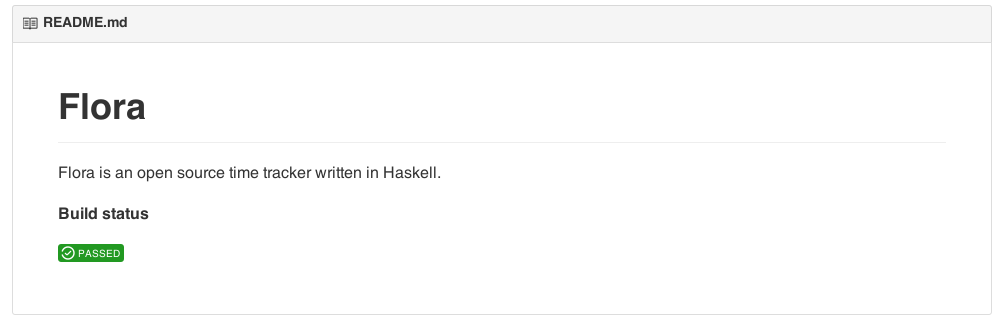 README.md
Flora
Flora is an open source time tracker written in Haskell.
Build status
PASSED